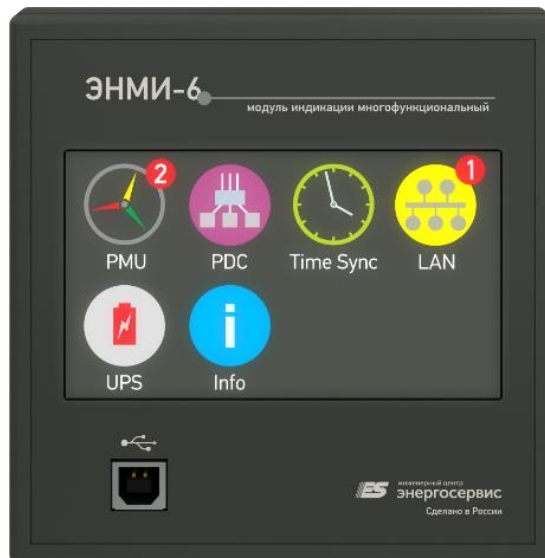 ЭНМИ-6
модуль индикации многофункциональный
2
1
PMU
PDC
Time Sync
LAN
i
UPS
Info
ES
инженерный центр
энергосервис
Сделано в России